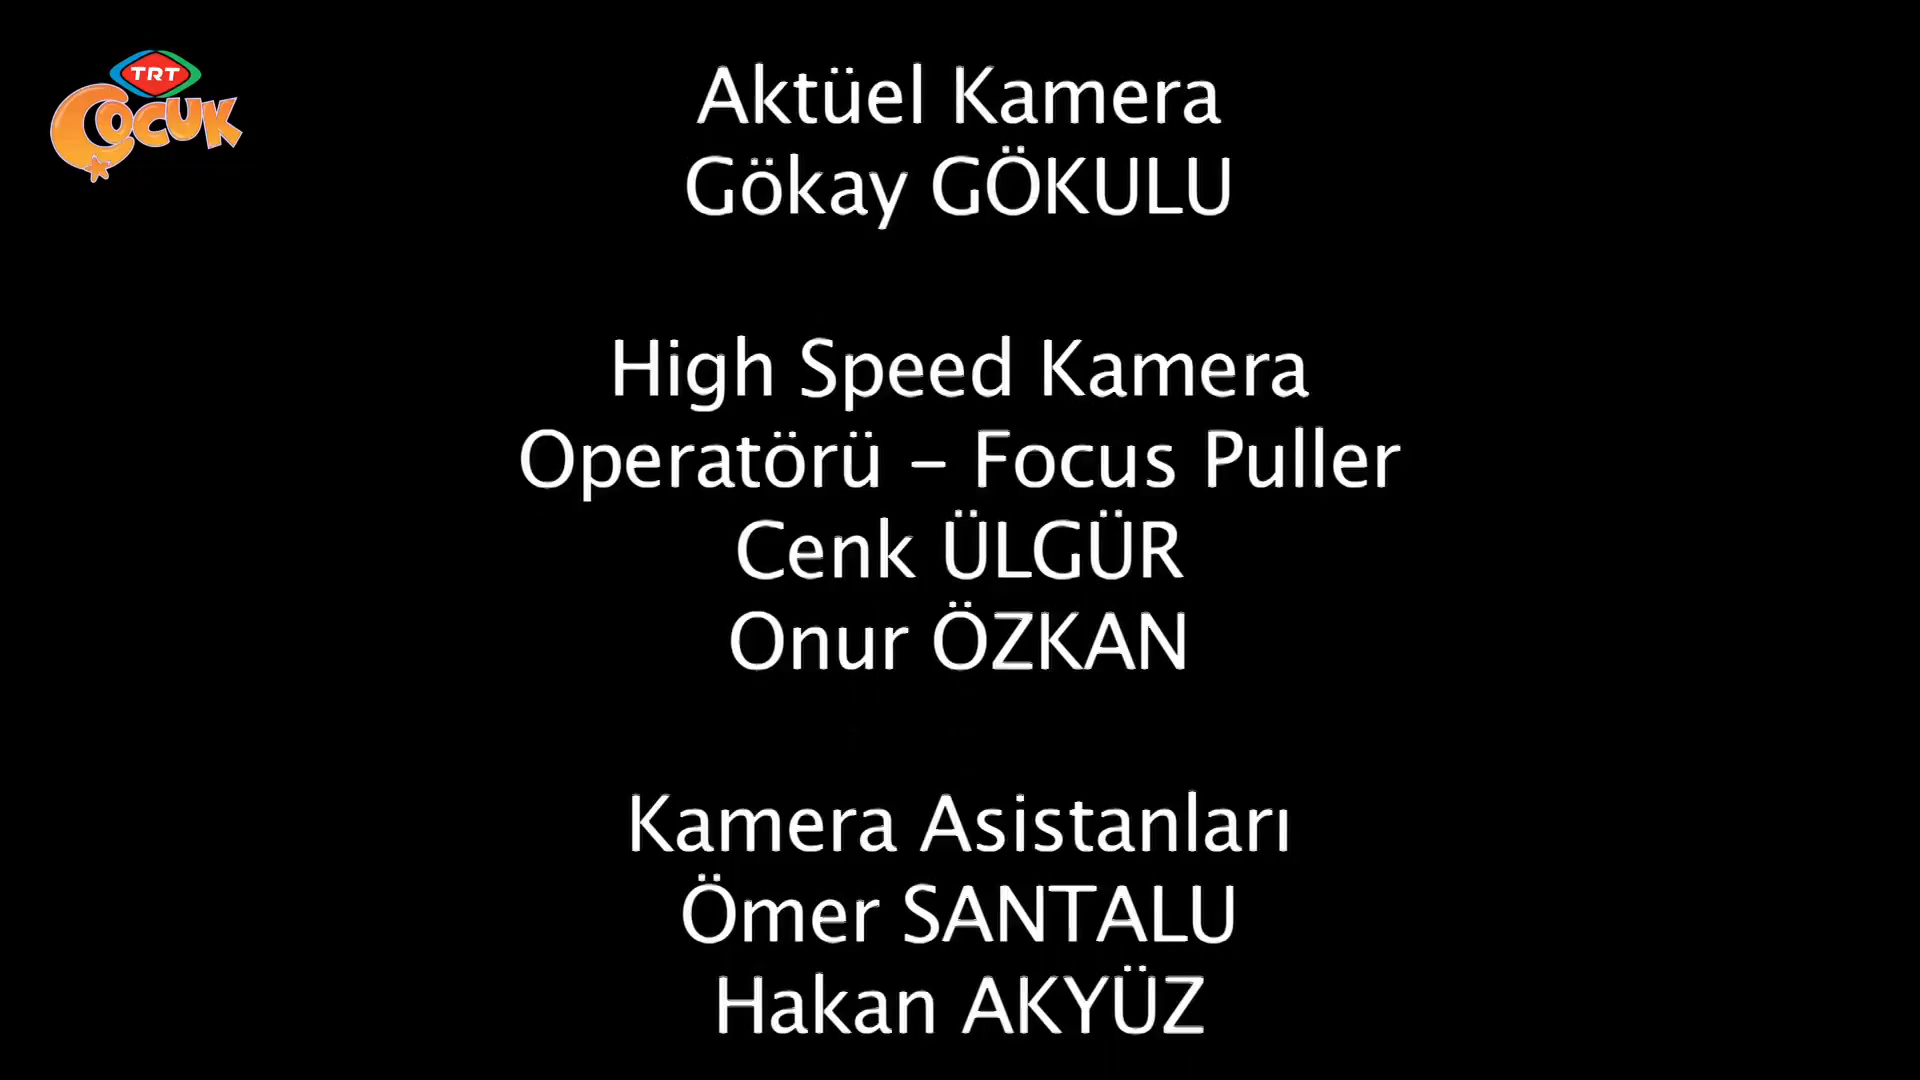 TRT
Çocuk
Aktüel Kamera
Gökay GÖKULU
High Speed Kamera
Operatörü – Focus Puller
Cenk ÜLGÜR
Onur ÖZKAN
Kamera Asistanları
Ömer SANTALU
Hakan AKYÜZ